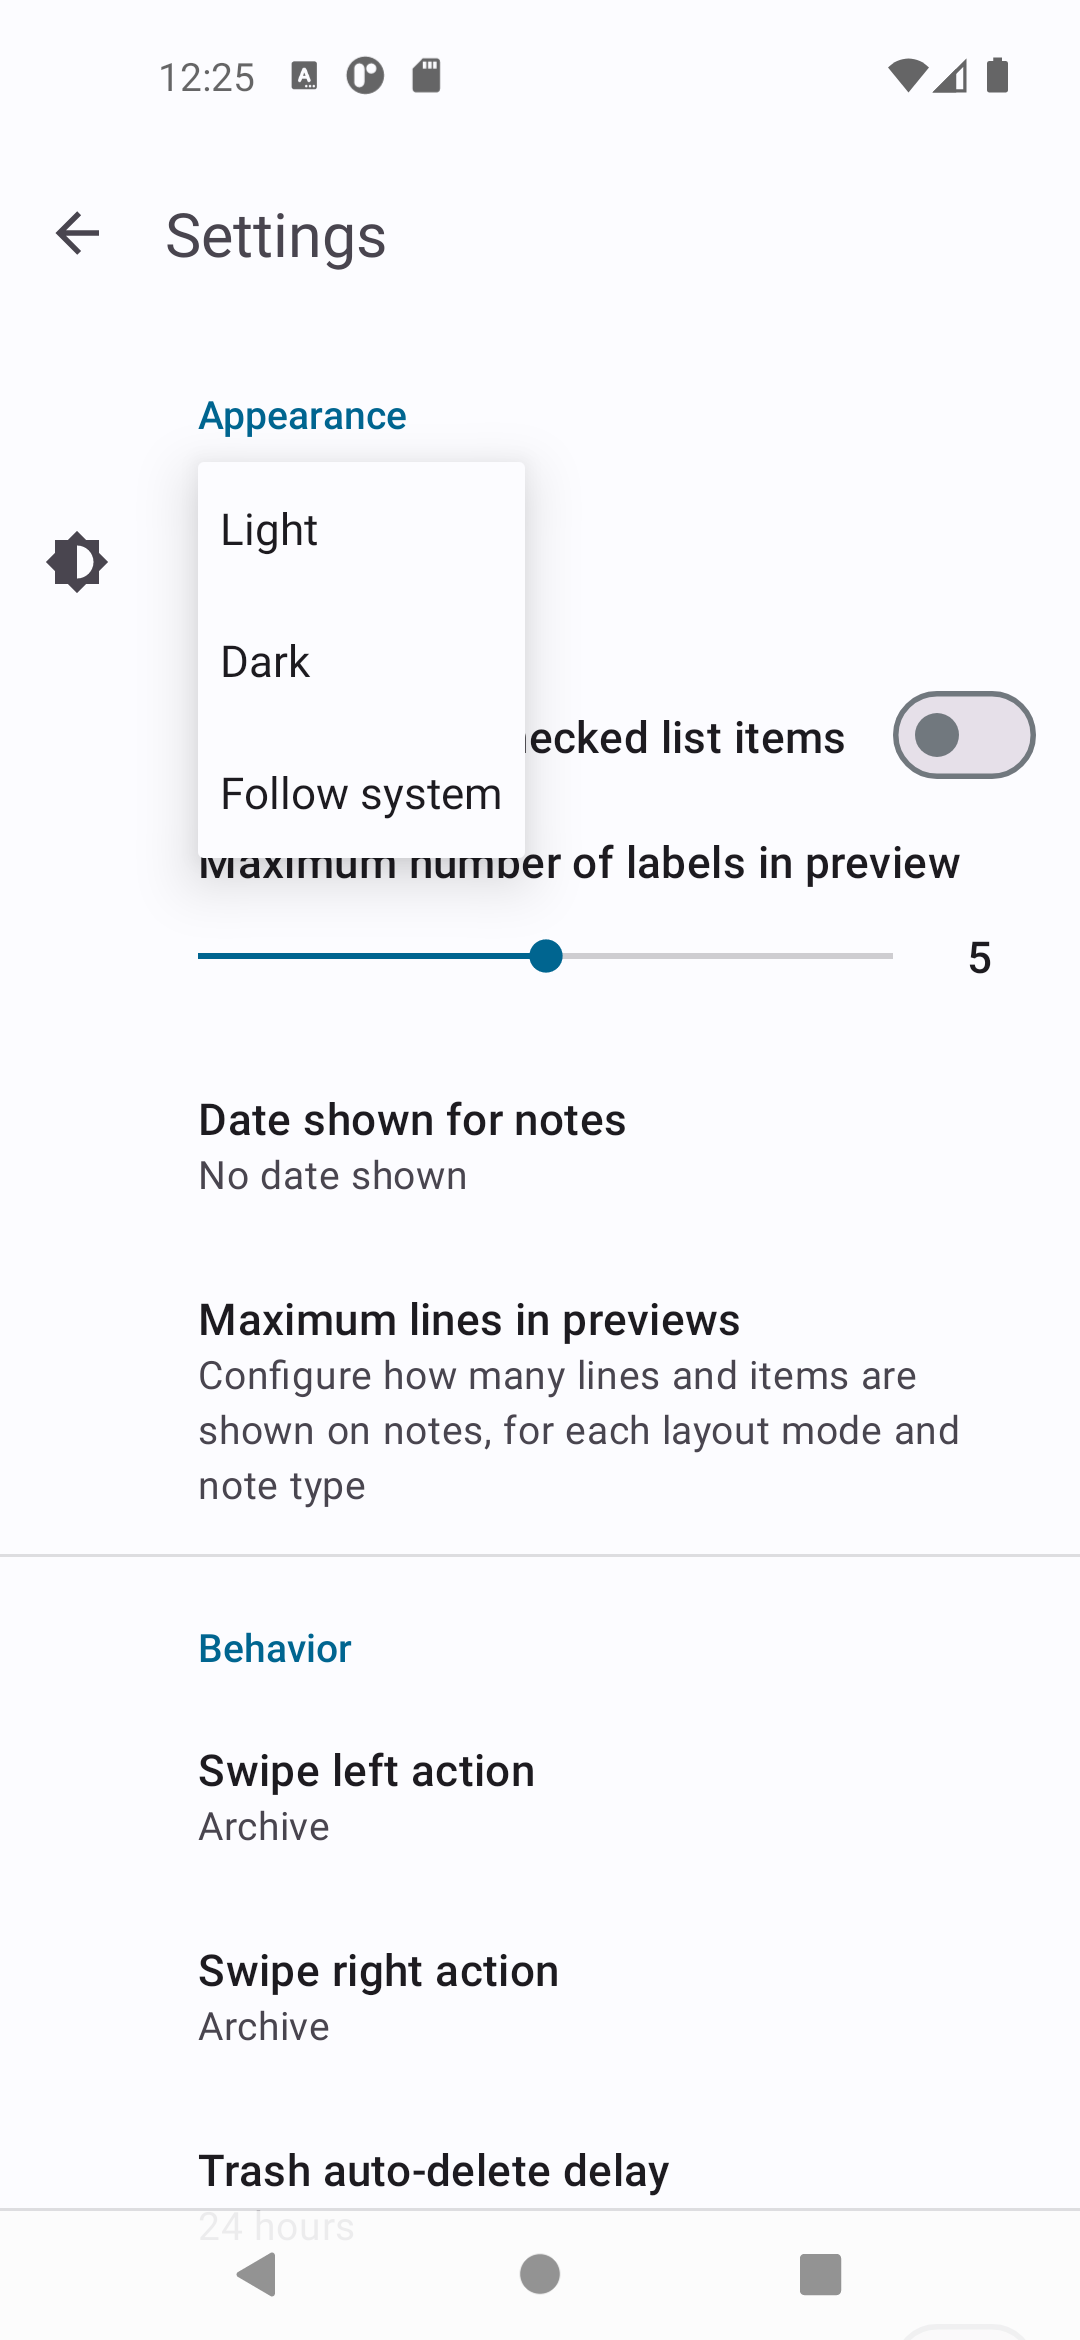 12:25
Settings
Appearance
Light
Dark
Follow system
list items
Maximum number of labels in preview
5
Date shown for notes
No date shown
Maximum lines in previews
Configure how many lines and items are
shown on notes, for each layout mode and
note type
Behavior
Swipe left action
Archive
Swipe right action
Archive
Trash auto-delete delay
24 hours